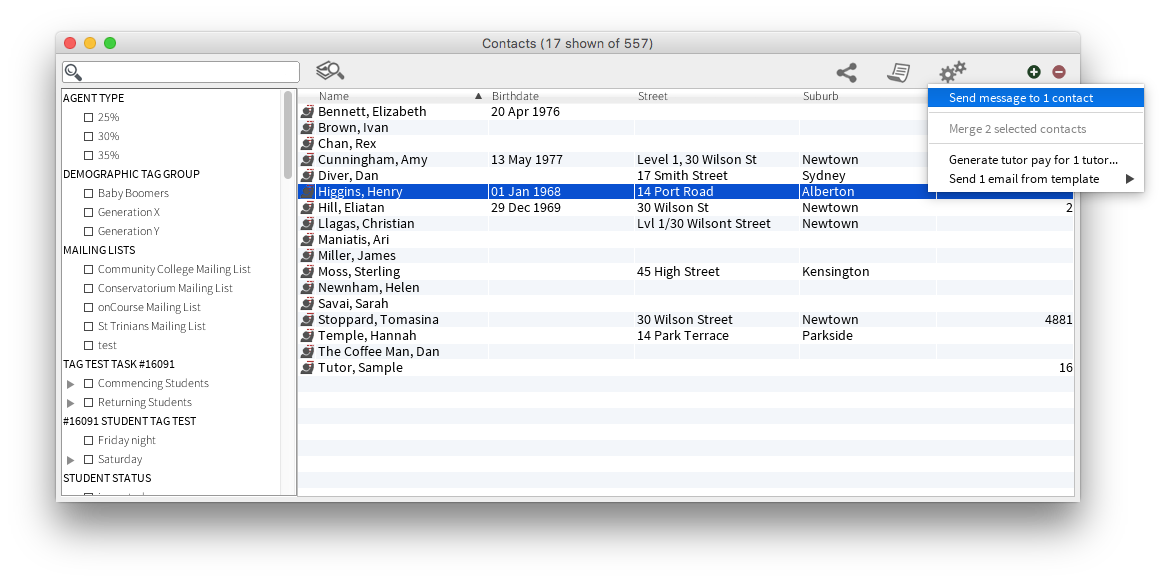 Contacts (17 shown of 557)
AGENT TYPE
25%
30%
35%
DEMOGRAPHIC TAG GROUP
Baby Boomers
Generation X
Generation Y
MAILING LISTS
Community College Mailing List
Conservatorium Mailing List
onCourse Mailing List
St Trinians Mailing List
test
TAG TEST TASK #16091
Commencing Students
Returning Students
#16091 STUDENT TAG TEST
Friday night
Saturday
STUDENT STATUS
Name Birthdate Street Suburb
Bennett, Elizabeth 20 Apr 1976
Brown, Ivan
Chan, Rex
Cunningham, Amy 13 May 1977 Level 1, 30 Wilson St Newtown
Diver, Dan 17 Smith Street Sydney
Higgins, Henry 01 Jan 1968 14 Port Road Alberton
Hill, Eliatan 29 Dec 1969 30 Wilson St Newtown 2
Llagas, Christian Lvl 1/30 Wilsont Street Newtown
Maniatis, Ari
Miller, James
Moss, Sterling 45 High Street Kensington
Newnham, Helen
Savai, Sarah
Stoppard, Tomasina 30 Wilson Street Newtown 4881
Temple, Hannah 14 Park Terrace Parkside
The Coffee Man, Dan
Tutor, Sample 16
Send message to 1 contact
Merge 2 selected contacts
Generate tutor pay for 1 tutor...
Send 1 email from template